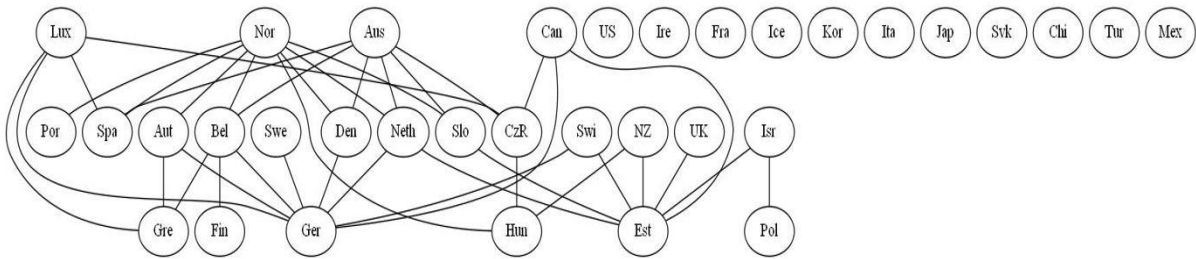 Lux Nor Aus Can US Ire Fra Ice Kor Ita Jap Svk Chi Tur Mex
Por Spa Aut Bel Swe Den Neth Slo CzR Swi NZ UK Isr
Gre Fin Ger Hun Est Pol